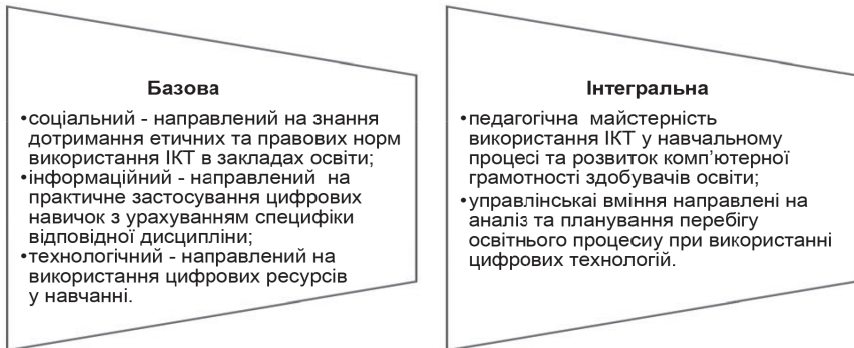 Базова
•соціальний - направлений на знання
дотримання етичних та правових норм
використання ІКТ в закладах освіти;
•інформаційний - направлений на
практичне застосування цифрових
навичок з урахуванням специфіки
відповідної дисципліни;
•технологічний - направлений на
використання цифрових ресурсів
у навчанні.
Інтегральна
•педагогічна майстерність
використання ІКТ у навчальному
процесі та розвиток комп’ютерної
грамотності здобувачів освіти;
•управлінськаі вміння направлені на
аналіз та планування перебігу
освітнього процесиу при використанні
цифрових технологій.